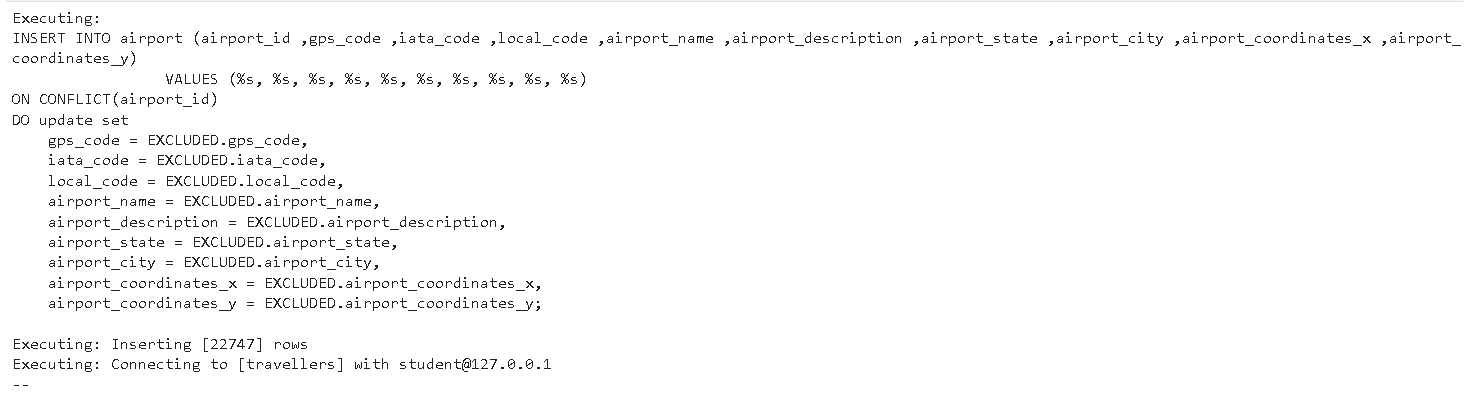 Executing:
INSERT INTO airport (airport_id ,gps_code ,iata_code ,local_code ,airport_name ,airport_description ,airport_state ,airport_city ,airport_coordinates_x ,airport_
coordinates_y)
                 VALUES (%s, %s, %s, %s, %s, %s, %s, %s, %s, %s)
ON CONFLICT(airport_id)
DO update set
    gps_code = EXCLUDED.gps_code,
    iata_code = EXCLUDED.iata_code,
    local_code = EXCLUDED.local_code,
    airport_name = EXCLUDED.airport_name,
    airport_description = EXCLUDED.airport_description,
    airport_state = EXCLUDED.airport_state,
    airport_city = EXCLUDED.airport_city,
    airport_coordinates_x = EXCLUDED.airport_coordinates_x,
    airport_coordinates_y = EXCLUDED.airport_coordinates_y;

Executing: Inserting [22747] rows
Executing: Connecting to [travellers] with student@127.0.0.1
--